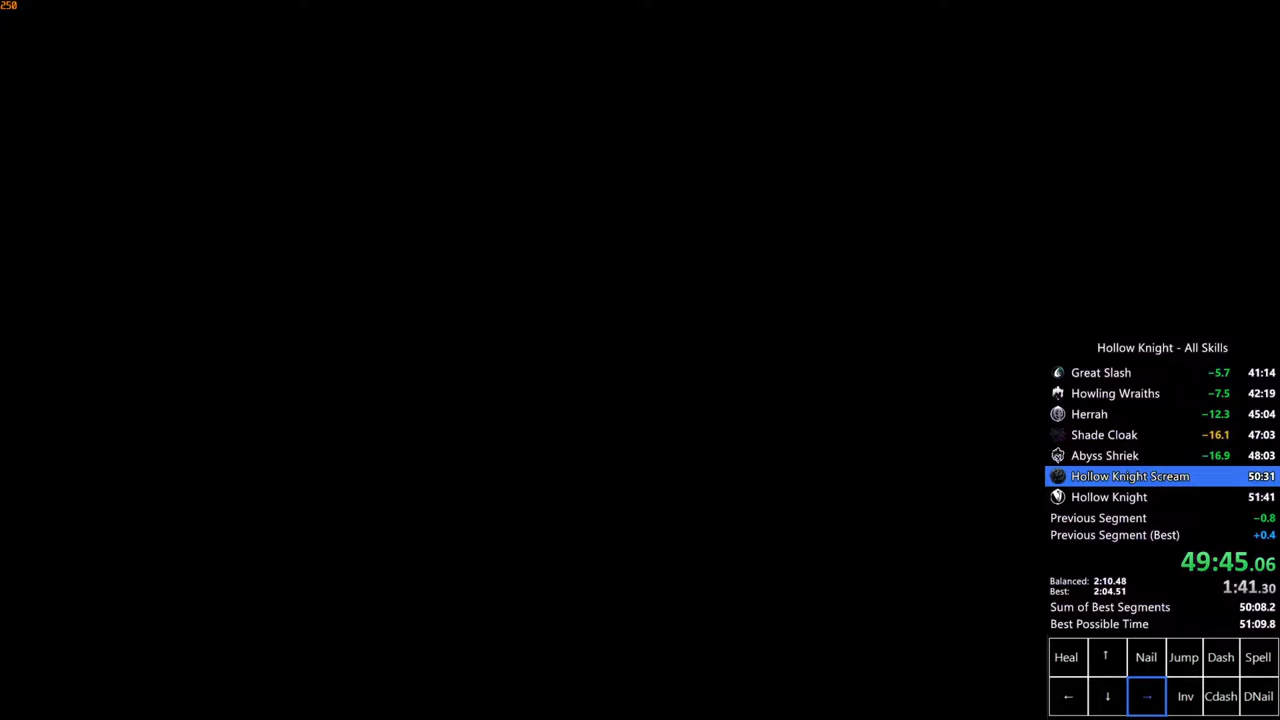 250
Hollow Knight - All Skills
Great Slash −5.7 41:14
Howling Wraiths −7.5 42:19
Herrah −12.3 45:04
Shade Cloak −16.1 47:03
Abyss Shriek −16.9 48:03
Hollow Knight Scream 50:31
Hollow Knight 51:41
Previous Segment −0.8
Previous Segment (Best) +0.4
49:45.06
Balanced: 2:10.48
Best: 2:04.51
1:41.30
Sum of Best Segments 50:08.2
Best Possible Time 51:09.8
Heal ↑ Nail Jump Dash Spell
← ↓ → Inv Cdash DNail